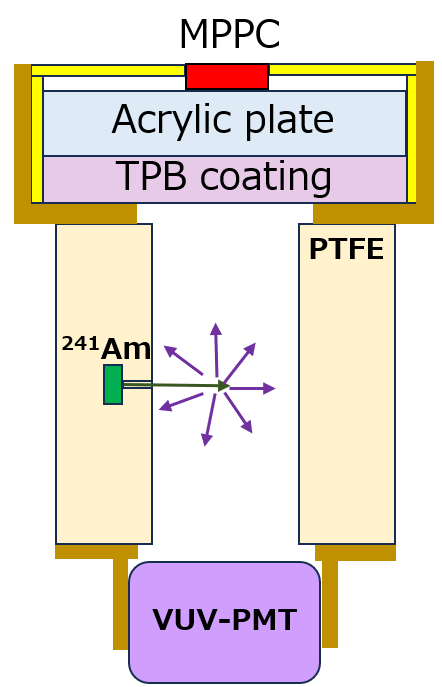 MPPC
Acrylic plate
TPB coating
PTFE
²⁴¹Am
VUV-PMT